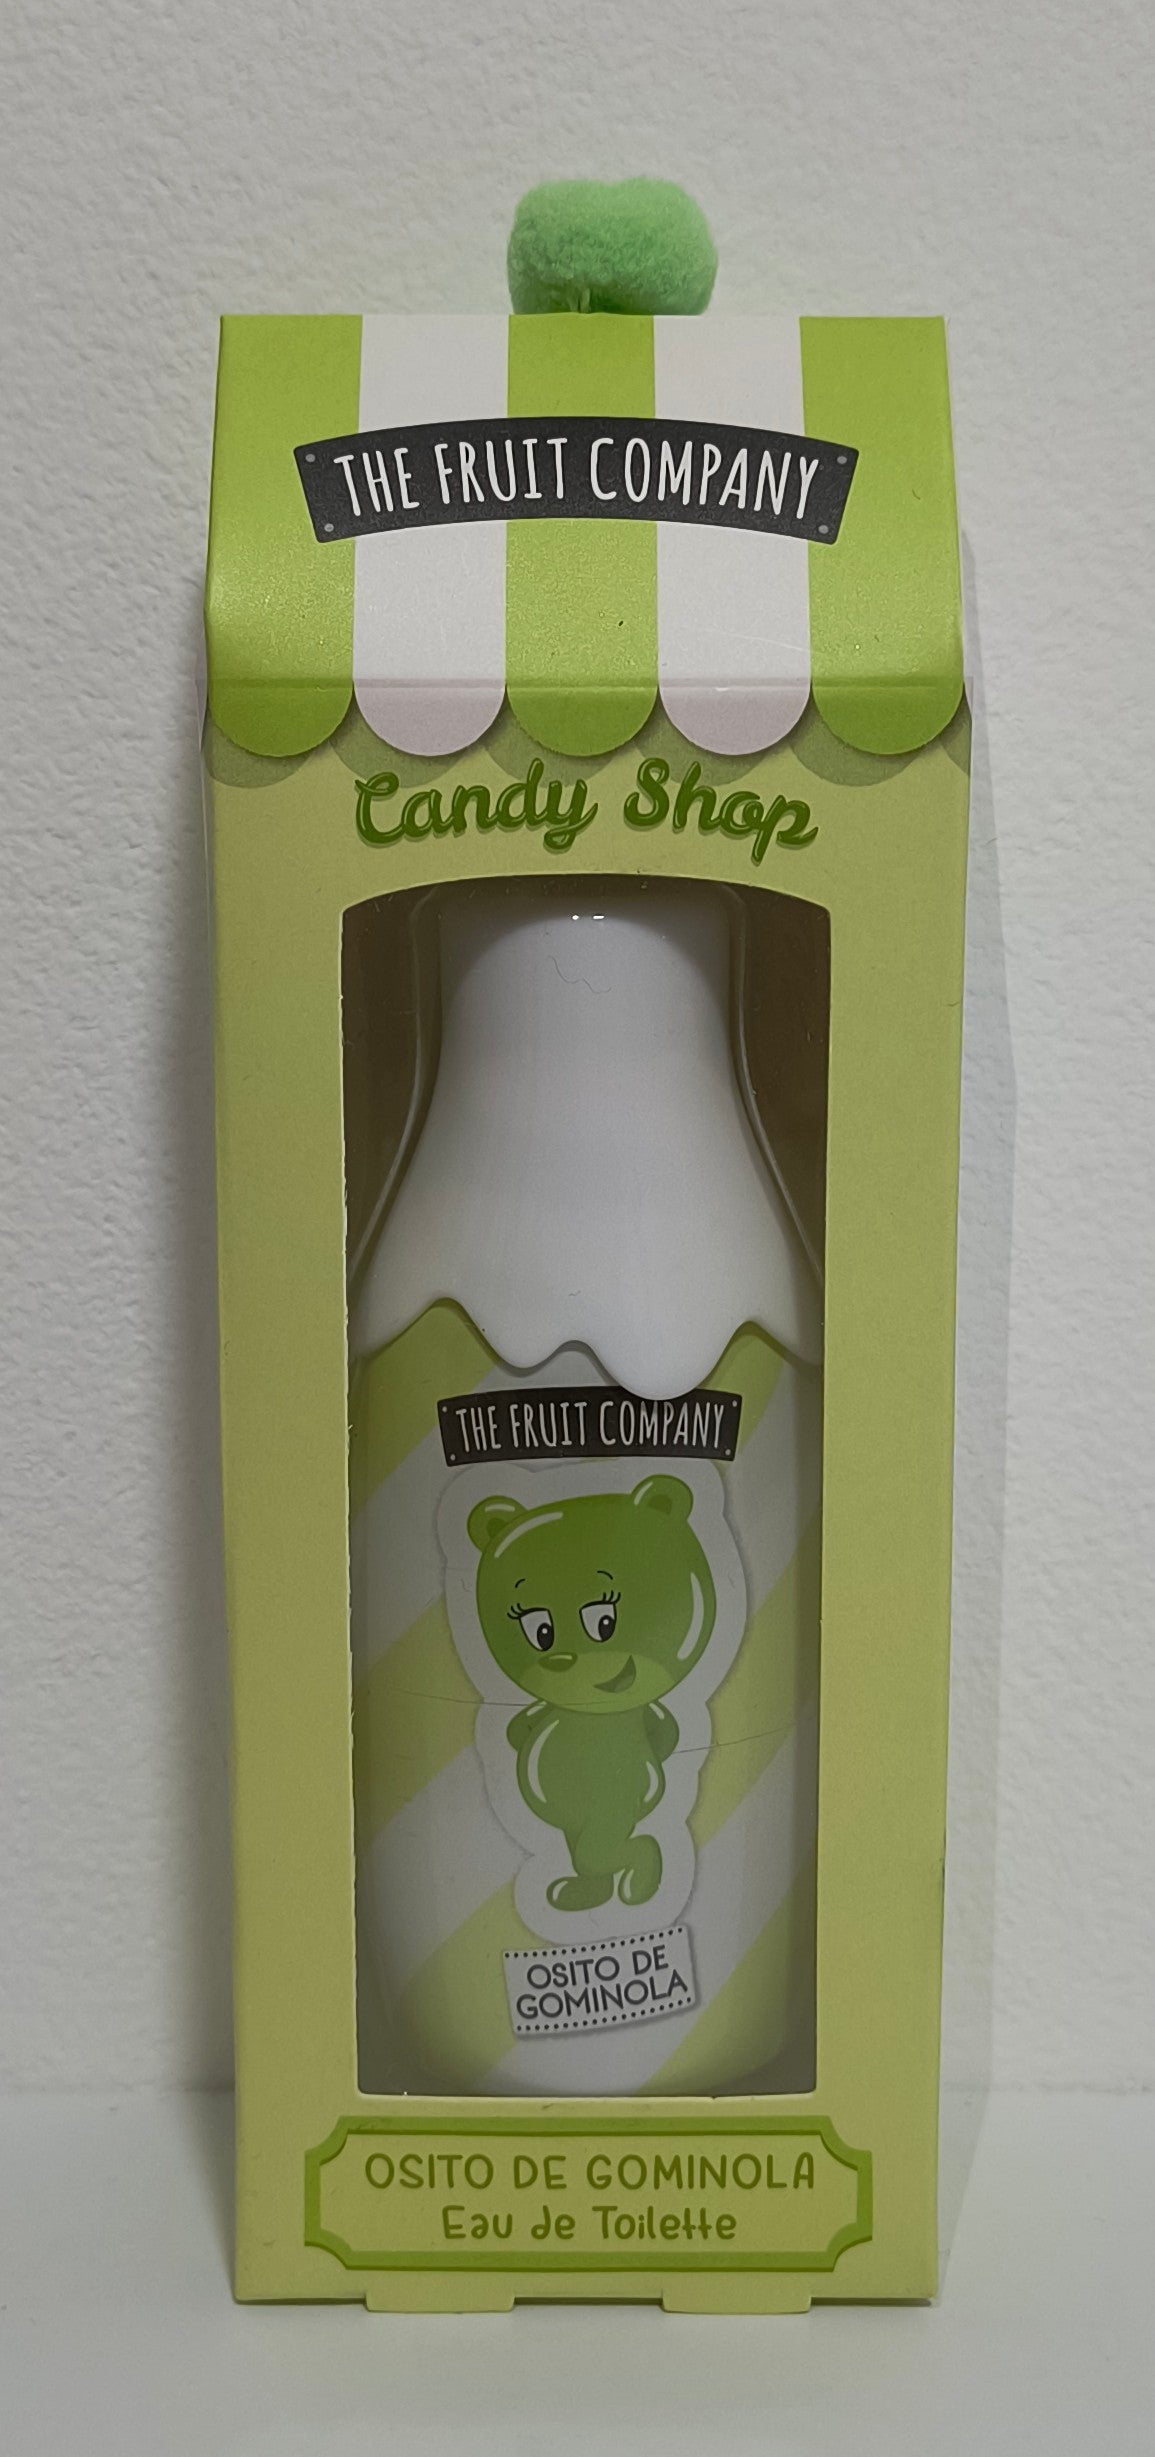 THE FRUIT COMPANY
Candy Shop
THE FRUIT COMPANY
OSITO DE
GOMINOLA
OSITO DE GOMINOLA
Eau de Toilette